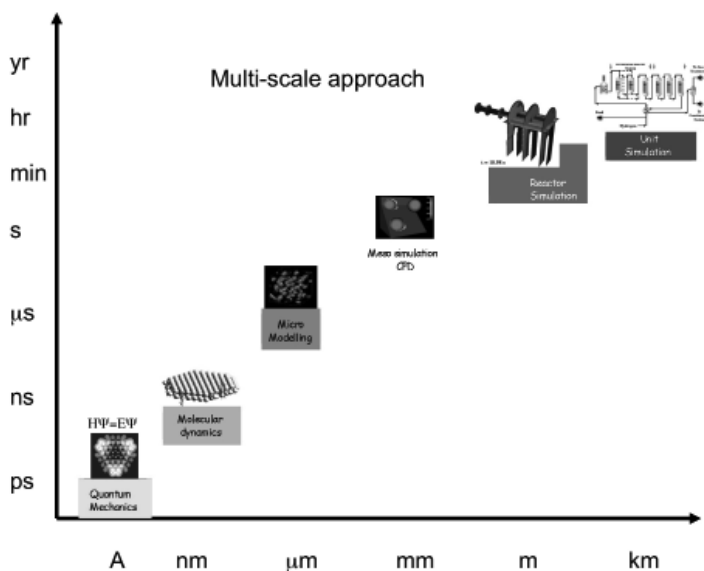 Multi-scale approach
yr
hr
min
s
μs
ns
ps
Unit
Simulation
Reactor
Simulation
Meso simulation
CFD
Micro
Modelling
Molecular
dynamics
HΨ=EΨ
Quantum
Mechanics
A
nm
μm
mm
m
km